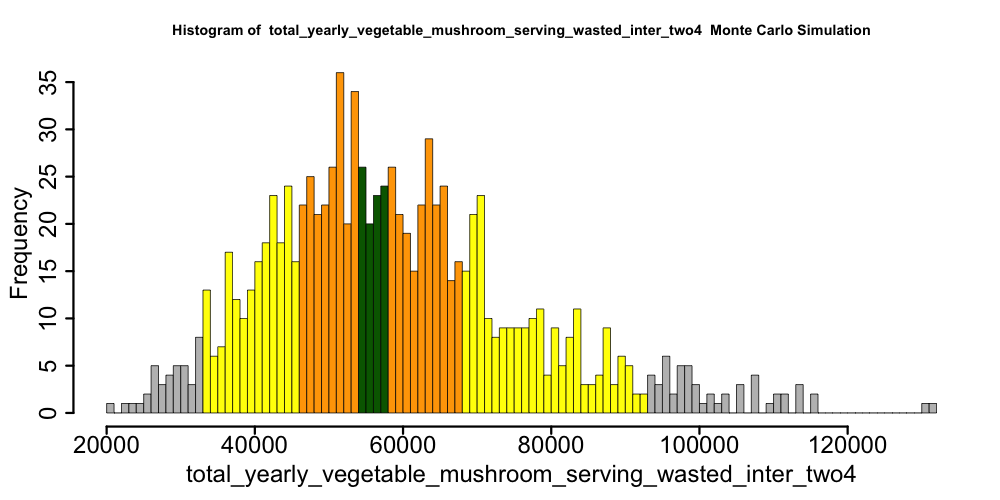 Histogram of  total_yearly_vegetable_mushroom_serving_wasted_inter_two4  Monte Carlo Simulation
Frequency
35
30
25
20
15
10
5
0
20000 40000 60000 80000 100000 120000
total_yearly_vegetable_mushroom_serving_wasted_inter_two4